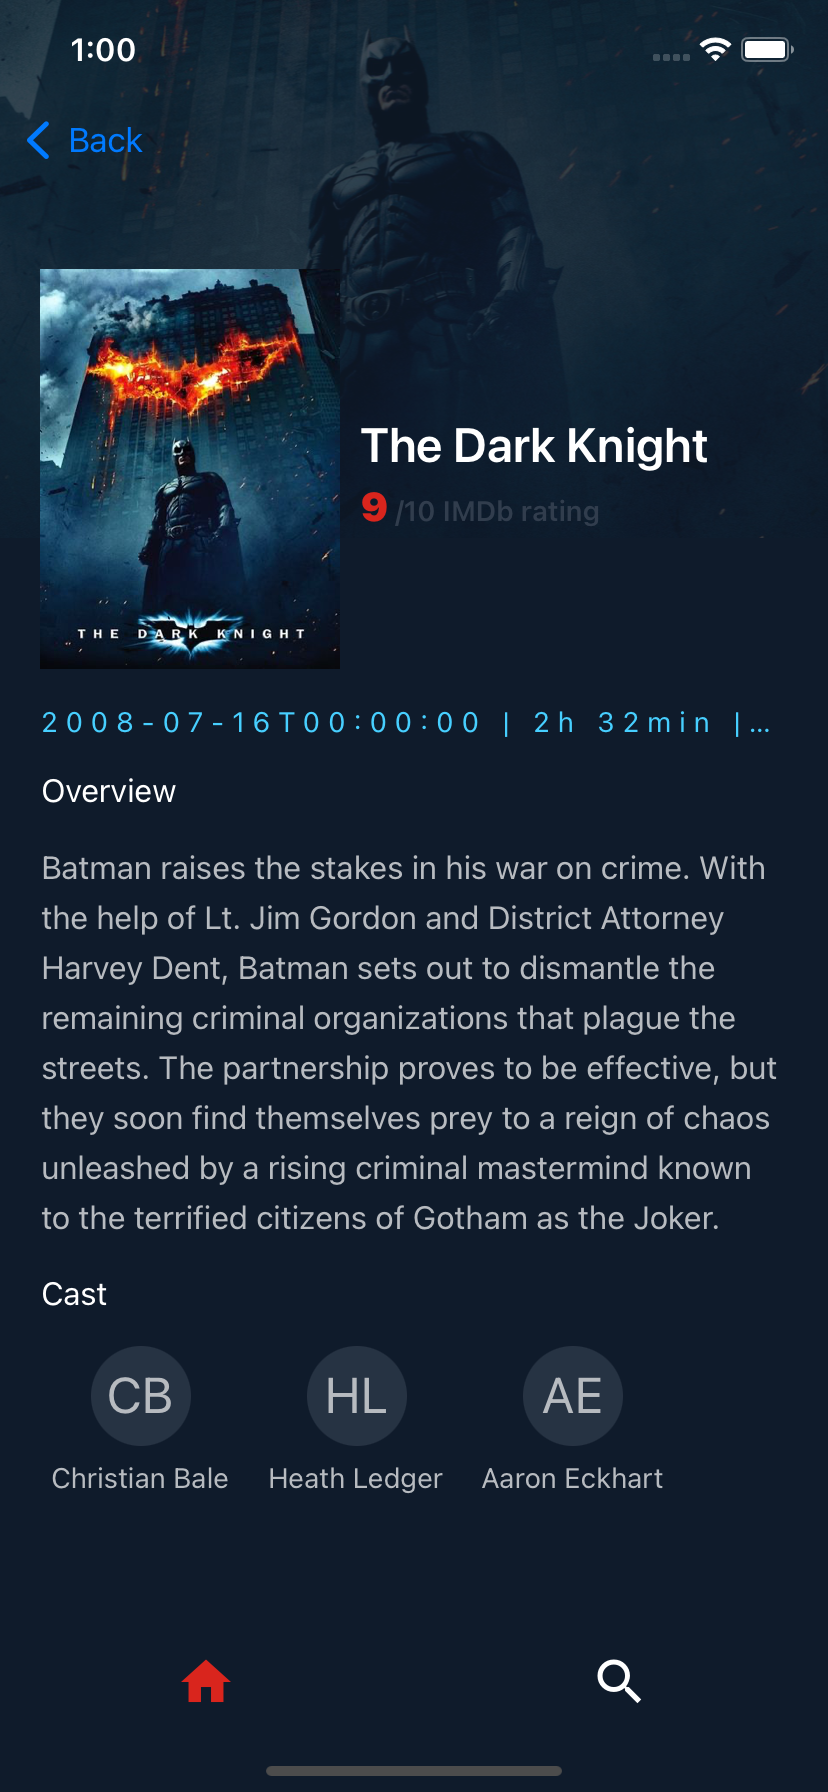 1:00
Back
The Dark Knight
9 /10 IMDb rating
THE DARK KNIGHT
2008-07-16T00:00:00 | 2h 32min |...
Overview
Batman raises the stakes in his war on crime. With
the help of Lt. Jim Gordon and District Attorney
Harvey Dent, Batman sets out to dismantle the
remaining criminal organizations that plague the
streets. The partnership proves to be effective, but
they soon find themselves prey to a reign of chaos
unleashed by a rising criminal mastermind known
to the terrified citizens of Gotham as the Joker.
Cast
CB HL AE
Christian Bale Heath Ledger Aaron Eckhart